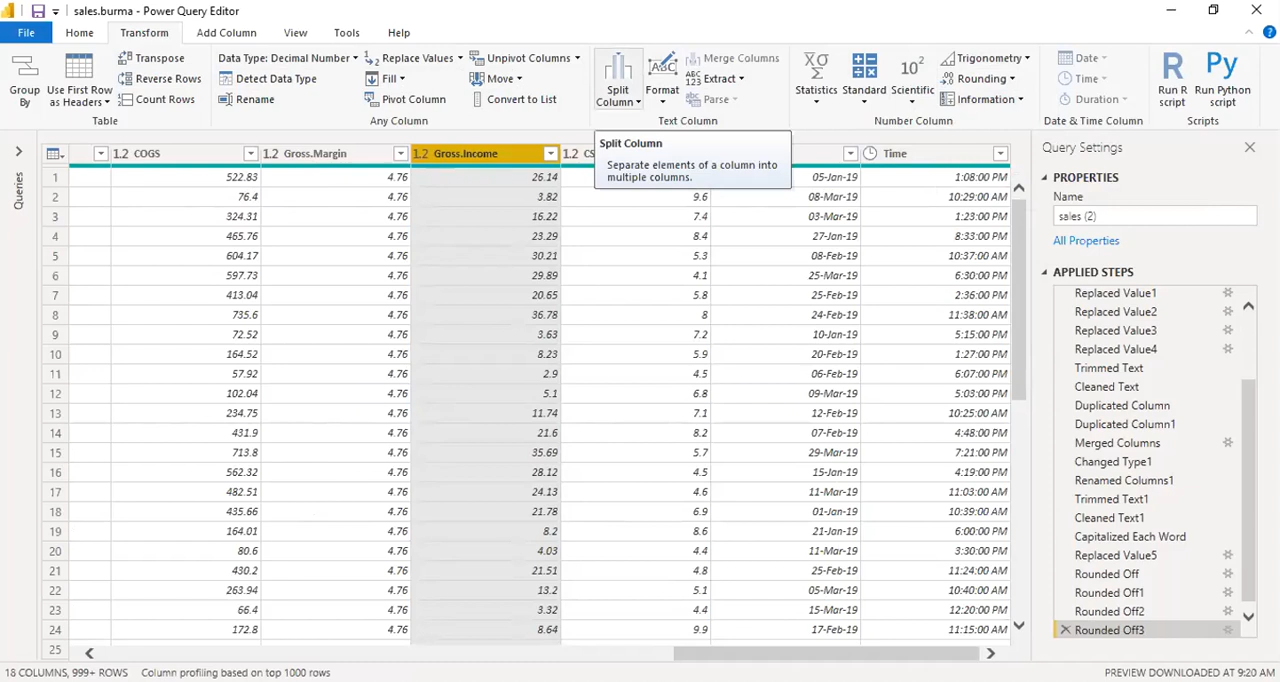 sales.burma - Power Query Editor
File Home Transform Add Column View Tools Help
Group By
Use First Row as Headers
Transpose
Reverse Rows
Count Rows
Table
Data Type: Decimal Number
Detect Data Type
Rename
Replace Values
Fill
Pivot Column
Unpivot Columns
Move
Convert to List
Any Column
Split Column
Format
ABC
Merge Columns
ABC 123 Extract
Parse
Text Column
XΣ σ Statistics
Standard
10² Scientific
Trigonometry
Rounding
Information
Number Column
Date
Time
Duration
Date & Time Column
R Run R script
Py Run Python script
Scripts
Split Column
Separate elements of a column into
multiple columns.
Queries
1.2 COGS 1.2 Gross.Margin 1.2 Gross.Income 1.2 CS Time
1 522.83 4.76 26.14 05-Jan-19 1:08:00 PM
2 76.4 4.76 3.82 9.6 08-Mar-19 10:29:00 AM
3 324.31 4.76 16.22 7.4 03-Mar-19 1:23:00 PM
4 465.76 4.76 23.29 8.4 27-Jan-19 8:33:00 PM
5 604.17 4.76 30.21 5.3 08-Feb-19 10:37:00 AM
6 597.73 4.76 29.89 4.1 25-Mar-19 6:30:00 PM
7 413.04 4.76 20.65 5.8 25-Feb-19 2:36:00 PM
8 735.6 4.76 36.78 8 24-Feb-19 11:38:00 AM
9 72.52 4.76 3.63 7.2 10-Jan-19 5:15:00 PM
10 164.52 4.76 8.23 5.9 20-Feb-19 1:27:00 PM
11 57.92 4.76 2.9 4.5 06-Feb-19 6:07:00 PM
12 102.04 4.76 5.1 6.8 09-Mar-19 5:03:00 PM
13 234.75 4.76 11.74 7.1 12-Feb-19 10:25:00 AM
14 431.9 4.76 21.6 8.2 07-Feb-19 4:48:00 PM
15 713.8 4.76 35.69 5.7 29-Mar-19 7:21:00 PM
16 562.32 4.76 28.12 4.5 15-Jan-19 4:19:00 PM
17 482.51 4.76 24.13 4.6 11-Mar-19 11:03:00 AM
18 435.66 4.76 21.78 6.9 01-Jan-19 10:39:00 AM
19 164.01 4.76 8.2 8.6 21-Jan-19 6:00:00 PM
20 80.6 4.76 4.03 4.4 11-Mar-19 3:30:00 PM
21 430.2 4.76 21.51 4.8 25-Feb-19 11:24:00 AM
22 263.94 4.76 13.2 5.1 05-Mar-19 10:40:00 AM
23 66.4 4.76 3.32 4.4 15-Mar-19 12:20:00 PM
24 172.8 4.76 8.64 9.9 17-Feb-19 11:15:00 AM
25
Query Settings
PROPERTIES
Name
sales (2)
All Properties
APPLIED STEPS
Replaced Value1
Replaced Value2
Replaced Value3
Replaced Value4
Trimmed Text
Cleaned Text
Duplicated Column
Duplicated Column1
Merged Columns
Changed Type1
Renamed Columns1
Trimmed Text1
Cleaned Text1
Capitalized Each Word
Replaced Value5
Rounded Off
Rounded Off1
Rounded Off2
Rounded Off3
18 COLUMNS, 999+ ROWS Column profiling based on top 1000 rows PREVIEW DOWNLOADED AT 9:20 AM